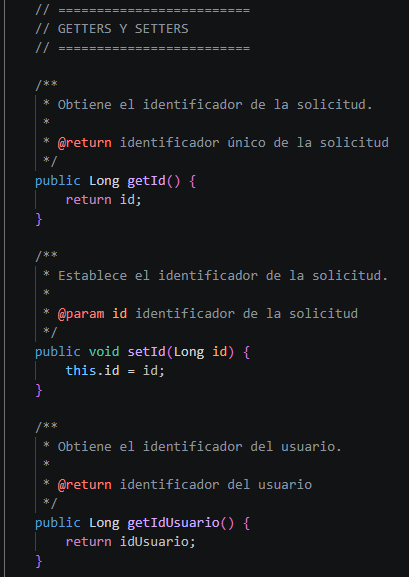 // =========================
// GETTERS Y SETTERS
// =========================
/**
* Obtiene el identificador de la solicitud.
*
* @return identificador único de la solicitud
*/
public Long getId() {
return id;
}
/**
* Establece el identificador de la solicitud.
*
* @param id identificador de la solicitud
*/
public void setId(Long id) {
this.id = id;
}
/**
* Obtiene el identificador del usuario.
*
* @return identificador del usuario
*/
public Long getIdUsuario() {
return idUsuario;
}